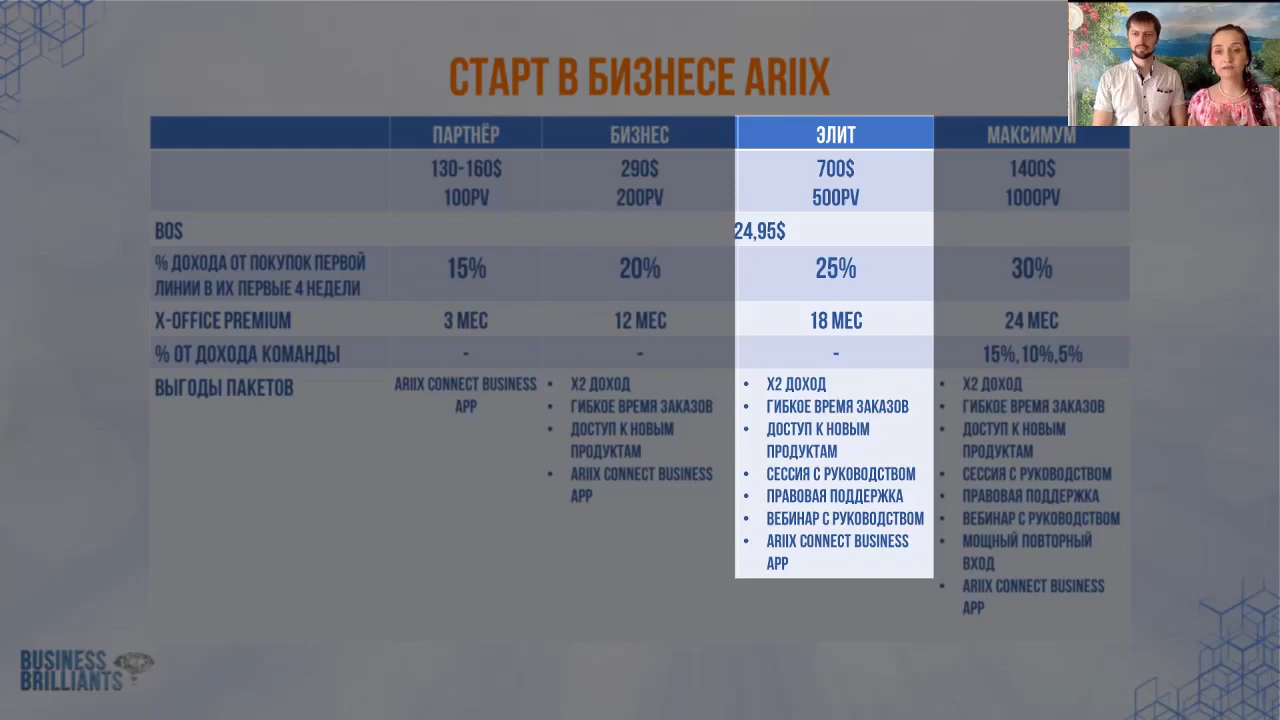 СТАРТ В БИЗНЕСЕ ARIIX
ПАРТНЁР БИЗНЕС ЭЛИТ МАКСИМУМ
130-160$ 290$ 700$ 1400$
100PV 200PV 500PV 1000PV
BOS 24,95$
% ДОХОДА ОТ ПОКУПОК ПЕРВОЙ
ЛИНИИ В ИХ ПЕРВЫЕ 4 НЕДЕЛИ
15% 20% 25% 30%
X-OFFICE PREMIUM 3 МЕС 12 МЕС 18 МЕС 24 МЕС
% ОТ ДОХОДА КОМАНДЫ - - - 15%,10%,5%
ВЫГОДЫ ПАКЕТОВ
ARIIX CONNECT BUSINESS
APP
• Х2 ДОХОД
• ГИБКОЕ ВРЕМЯ ЗАКАЗОВ
• ДОСТУП К НОВЫМ
ПРОДУКТАМ
• ARIIX CONNECT BUSINESS
APP
• Х2 ДОХОД
• ГИБКОЕ ВРЕМЯ ЗАКАЗОВ
• ДОСТУП К НОВЫМ
ПРОДУКТАМ
• СЕССИЯ С РУКОВОДСТВОМ
• ПРАВОВАЯ ПОДДЕРЖКА
• ВЕБИНАР С РУКОВОДСТВОМ
• ARIIX CONNECT BUSINESS
APP
• Х2 ДОХОД
• ГИБКОЕ ВРЕМЯ ЗАКАЗОВ
• ДОСТУП К НОВЫМ
ПРОДУКТАМ
• СЕССИЯ С РУКОВОДСТВОМ
• ПРАВОВАЯ ПОДДЕРЖКА
• ВЕБИНАР С РУКОВОДСТВОМ
• МОЩНЫЙ ПОВТОРНЫЙ
ВХОД
• ARIIX CONNECT BUSINESS
APP
BUSINESS
BRILLIANTS